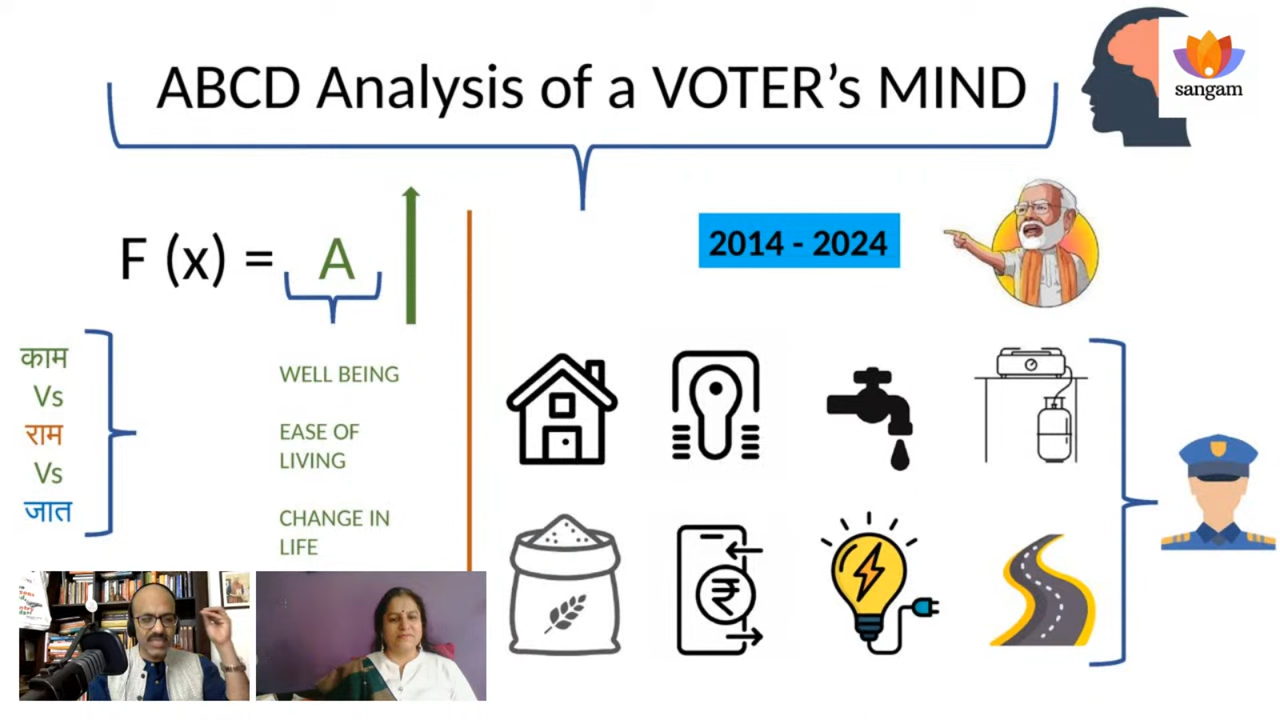 ABCD Analysis of a VOTER’s MIND
sangam
F (x) = A
2014 - 2024
काम
Vs
राम
Vs
जात
WELL BEING
EASE OF
LIVING
CHANGE IN
LIFE
₹